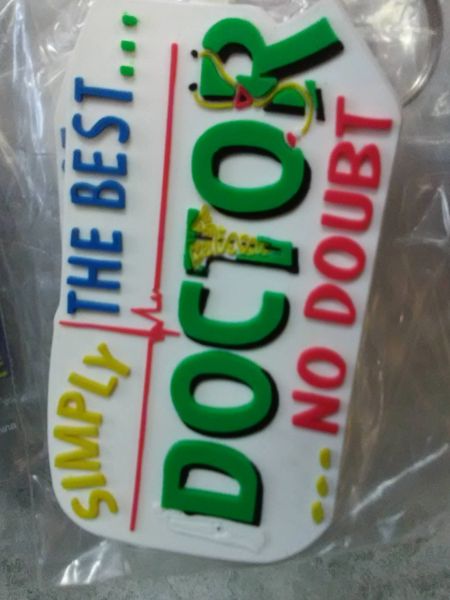 SIMPLY THE BEST...
DOCTOR
...NO DOUBT